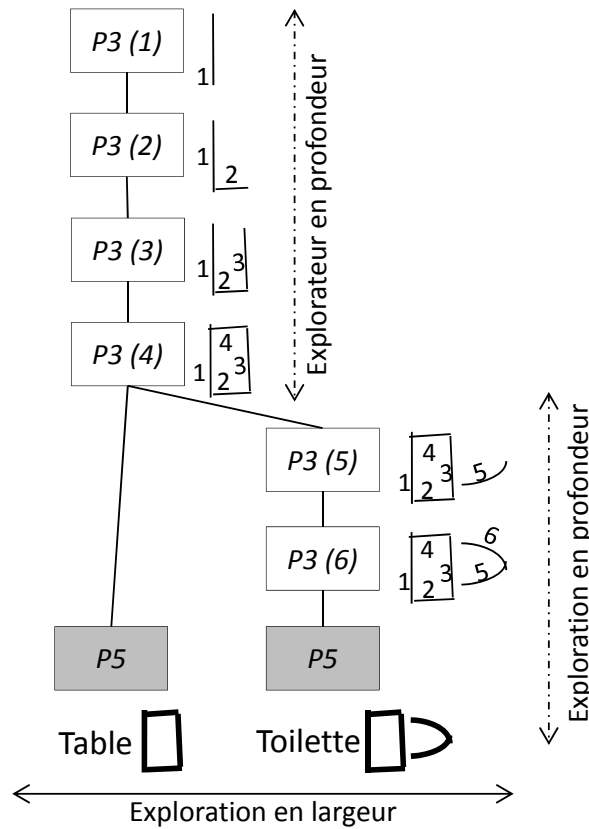 P3 (1)
1
P3 (2)
1
2
P3 (3)
1
2
3
P3 (4)
4
1
2
3
Explorateur en profondeur
P3 (5)
4
1
2
3
5
P3 (6)
4
1
2
3
5
6
P5
P5
Exploration en profondeur
Table
Toilette
Exploration en largeur